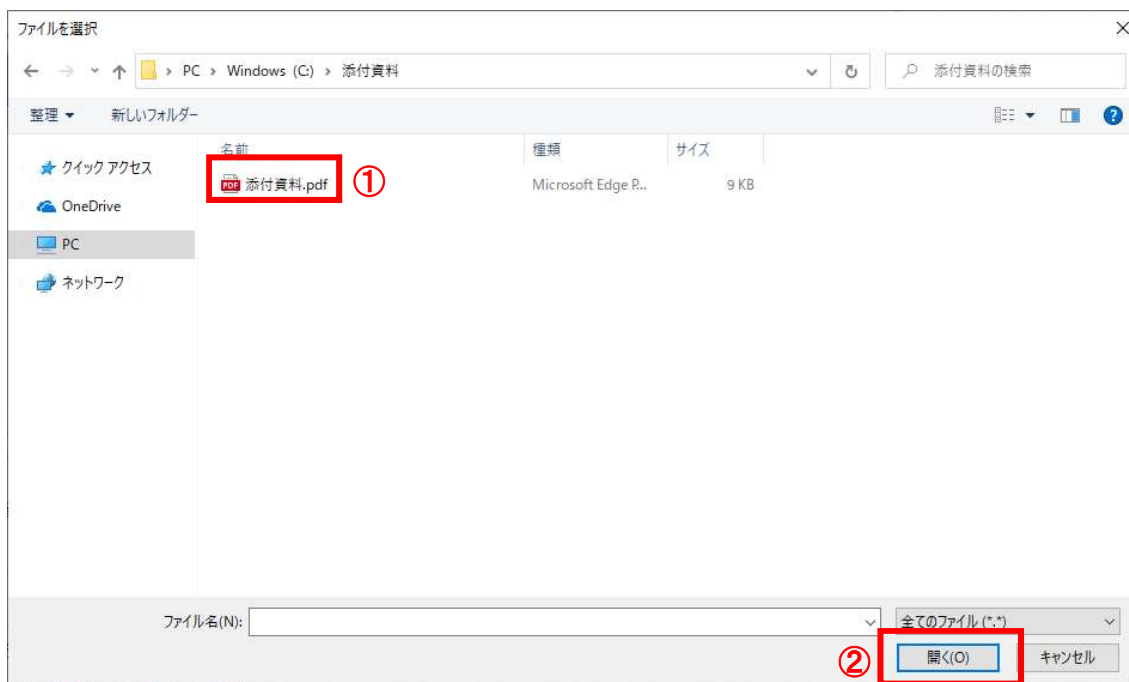 ファイルを選択
PC › Windows (C:) › 添付資料
添付資料の検索
整理
新しいフォルダー
クイック アクセス
OneDrive
PC
ネットワーク
名前 種類 サイズ
PDF 添付資料.pdf ① Microsoft Edge P... 9 KB
ファイル名(N): 全てのファイル (*.*)
② 開く(O) キャンセル